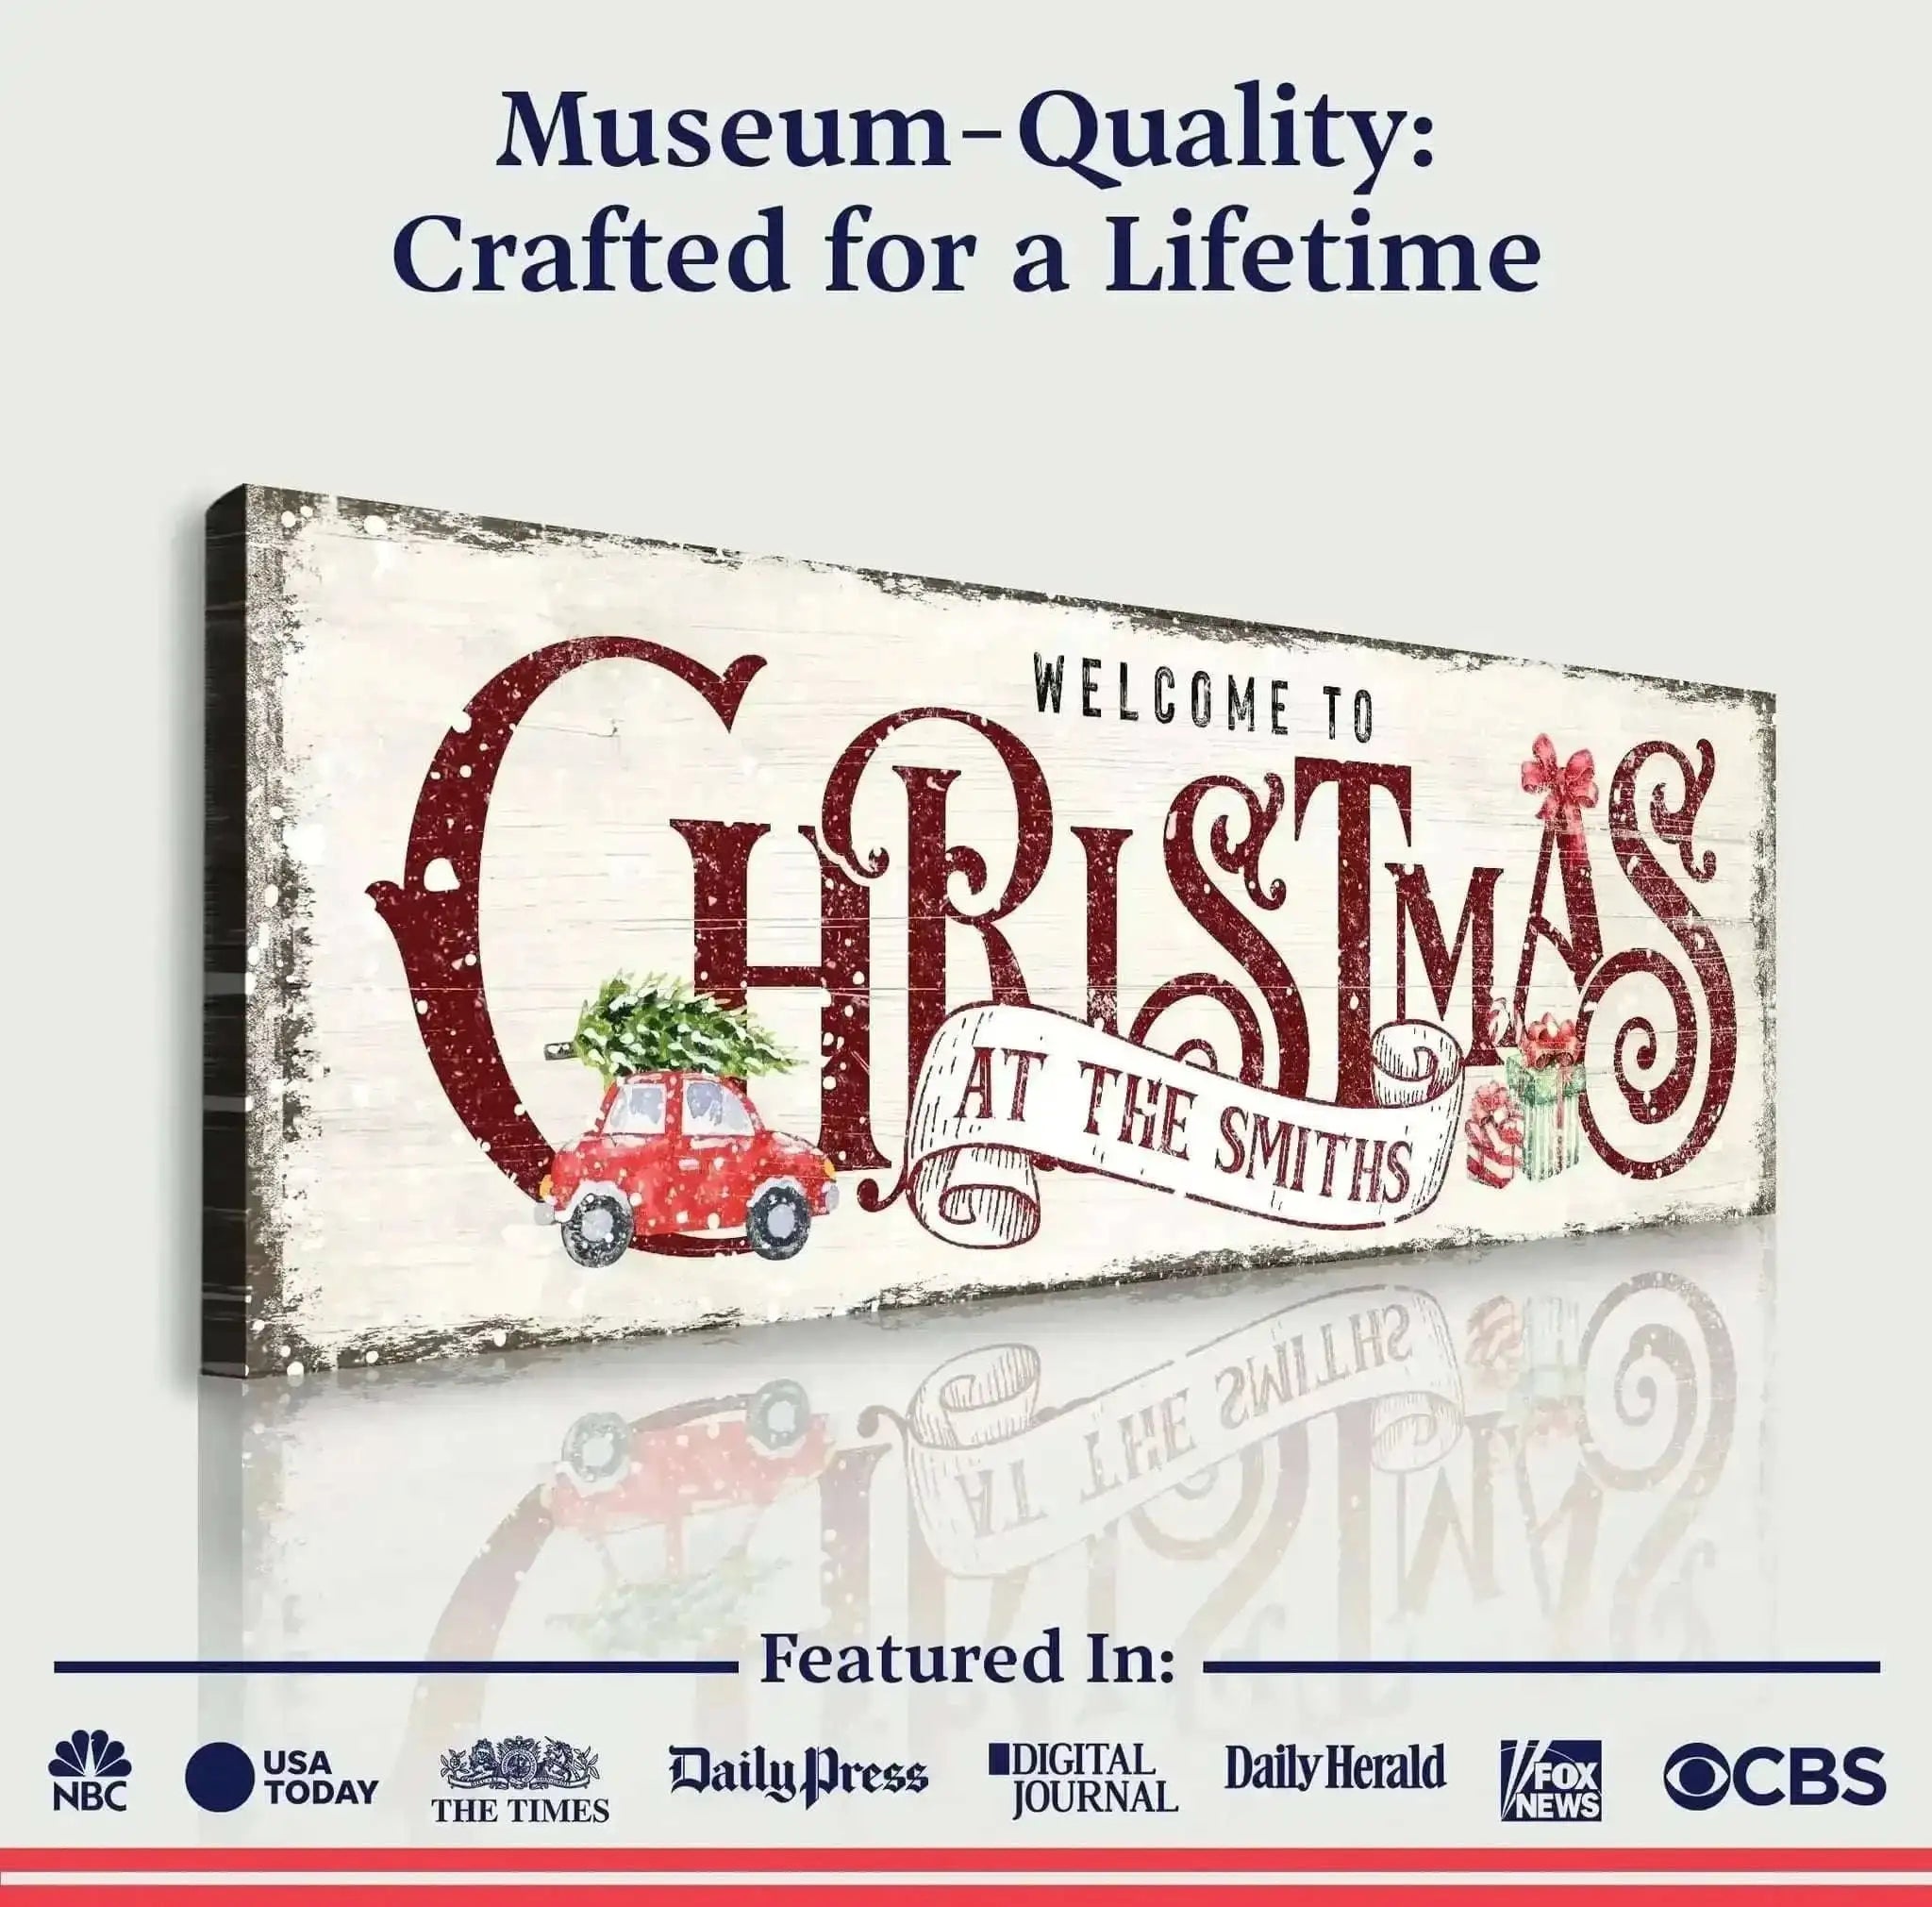 Museum-Quality:
Crafted for a Lifetime
WELCOME TO
CHRISTMAS
AT THE SMITHS
Featured In:
NBC
USA
TODAY
THE TIMES
Daily Press
DIGITAL
JOURNAL
Daily Herald
FOX
NEWS
CBS